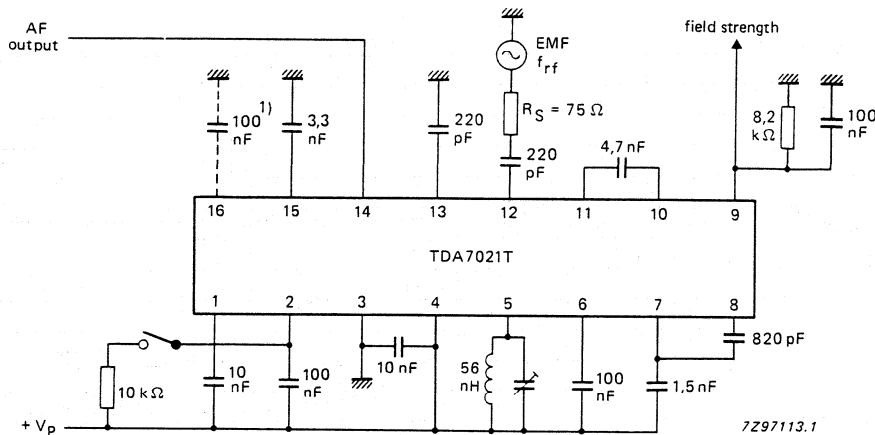 AF
output
EMF
f_rf
field strength
R_S = 75 Ω
100 1)
nF
3,3
nF
220
pF
220
pF
4,7 nF
8,2
kΩ
100
nF
16 15 14 13 12 11 10 9
TDA7021T
1 2 3 4 5 6 7 8
10 kΩ
10
nF
100
nF
10 nF
56
nH
100
nF
1,5 nF
820 pF
+ V_P
7Z97113.1